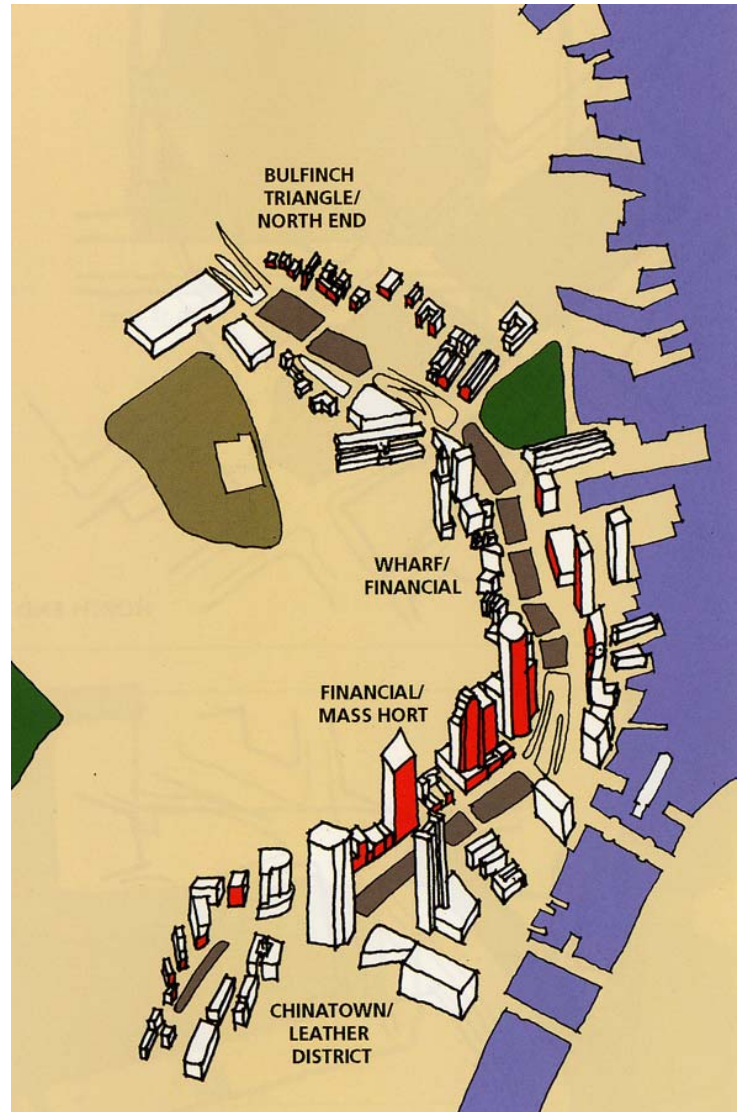 BULFINCH
TRIANGLE/
NORTH END
WHARF/
FINANCIAL
FINANCIAL/
MASS HORT
CHINATOWN/
LEATHER
DISTRICT